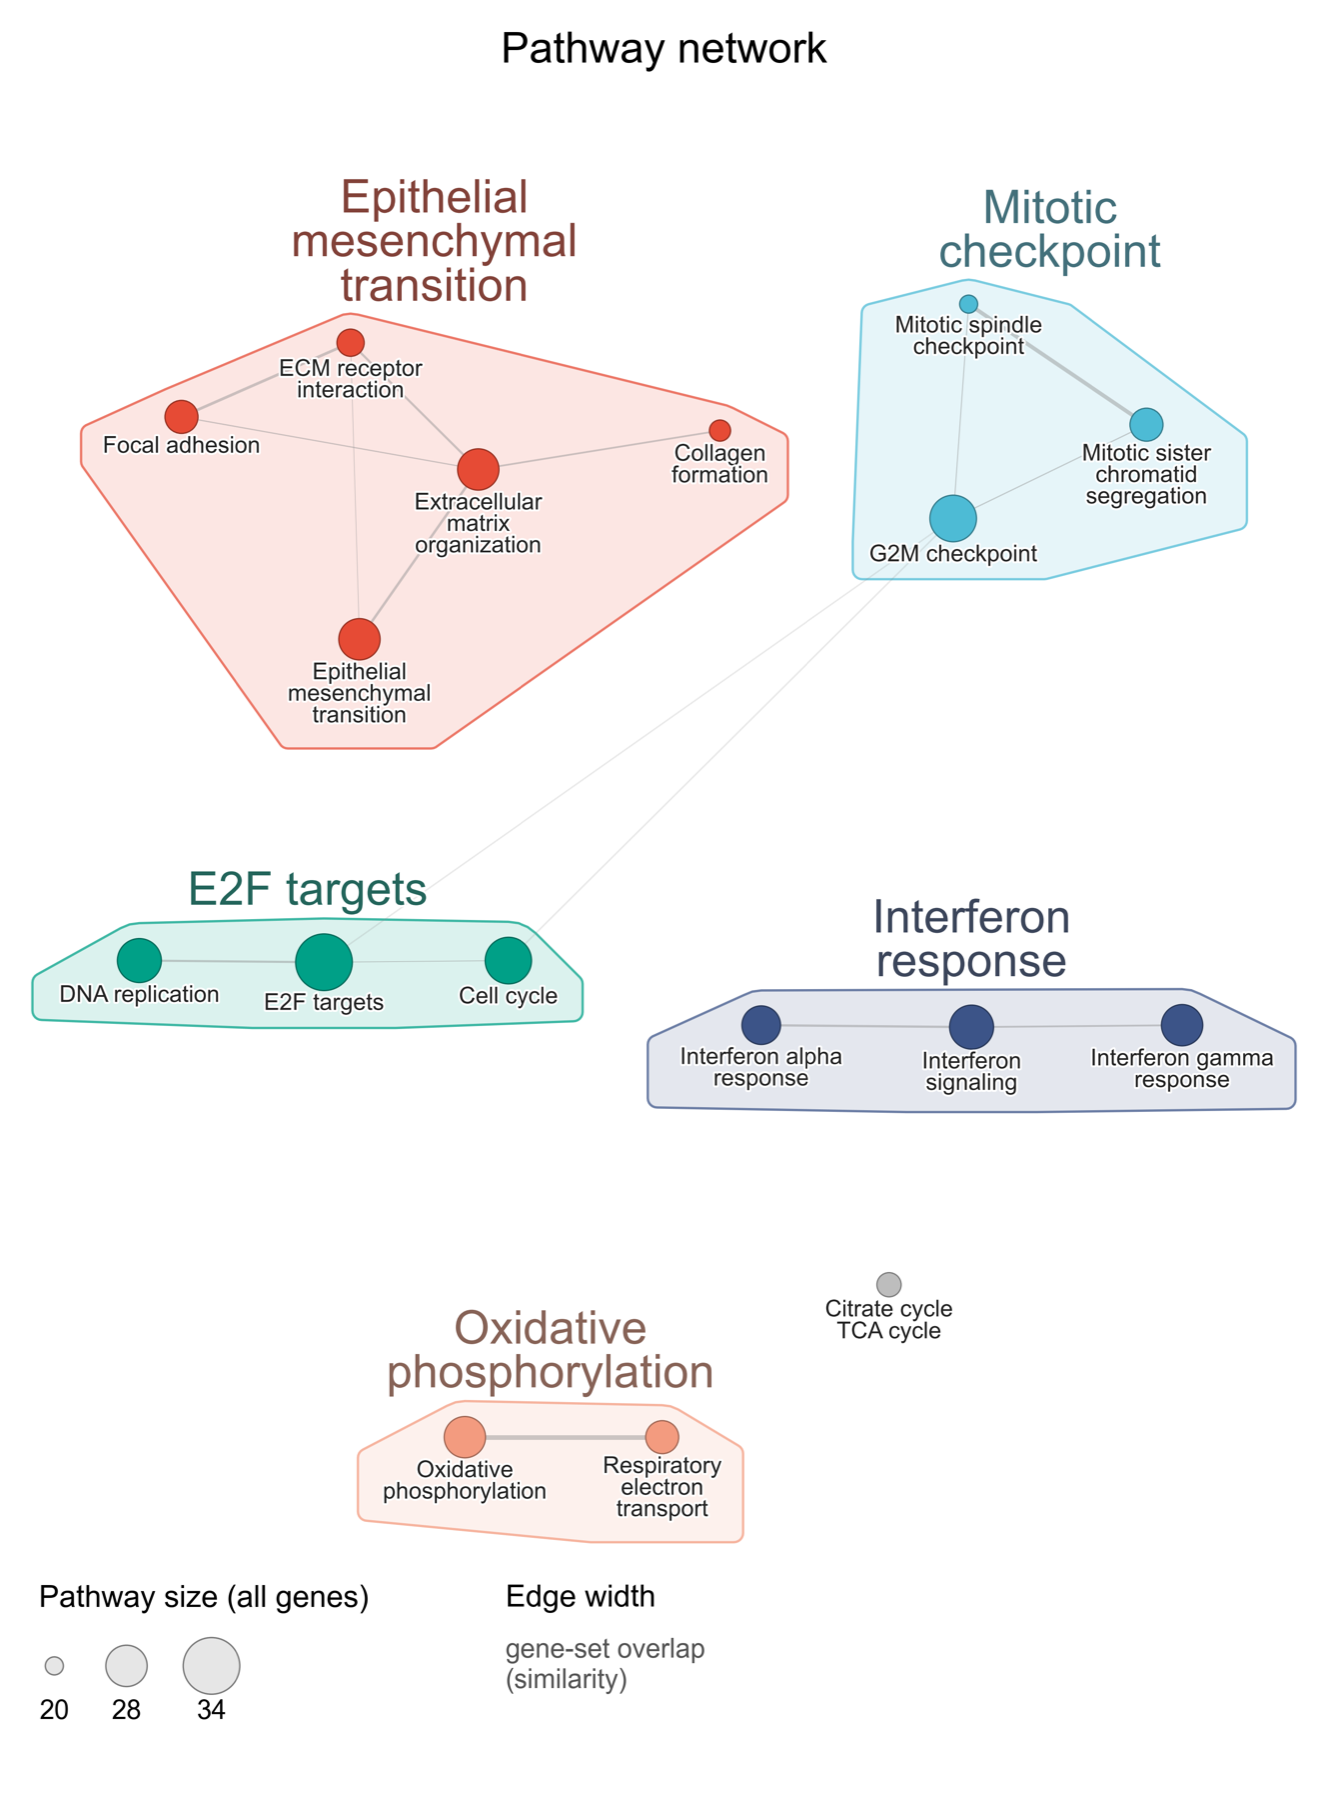 Pathway network
Epithelial
mesenchymal
transition
Mitotic
checkpoint
Mitotic spindle
checkpoint
ECM receptor
interaction
Focal adhesion
Collagen
formation
Mitotic sister
chromatid
segregation
Extracellular
matrix
organization
G2M checkpoint
Epithelial
mesenchymal
transition
E2F targets
DNA replication
E2F targets
Cell cycle
Interferon
response
Interferon alpha
response
Interferon
signaling
Interferon gamma
response
Citrate cycle
TCA cycle
Oxidative
phosphorylation
Oxidative
phosphorylation
Respiratory
electron
transport
Pathway size (all genes)
20 28 34
Edge width
gene-set overlap
(similarity)